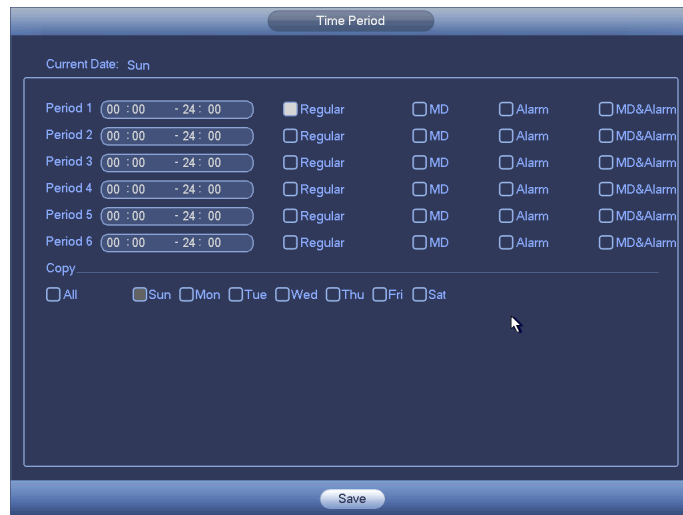 Time Period
Current Date: Sun
Period 1 00 :00 - 24 : 00 Regular MD Alarm MD&Alarm
Period 2 00 :00 - 24 : 00 Regular MD Alarm MD&Alarm
Period 3 00 :00 - 24 : 00 Regular MD Alarm MD&Alarm
Period 4 00 :00 - 24 : 00 Regular MD Alarm MD&Alarm
Period 5 00 :00 - 24 : 00 Regular MD Alarm MD&Alarm
Period 6 00 :00 - 24 : 00 Regular MD Alarm MD&Alarm
Copy
All Sun Mon Tue Wed Thu Fri Sat
Save